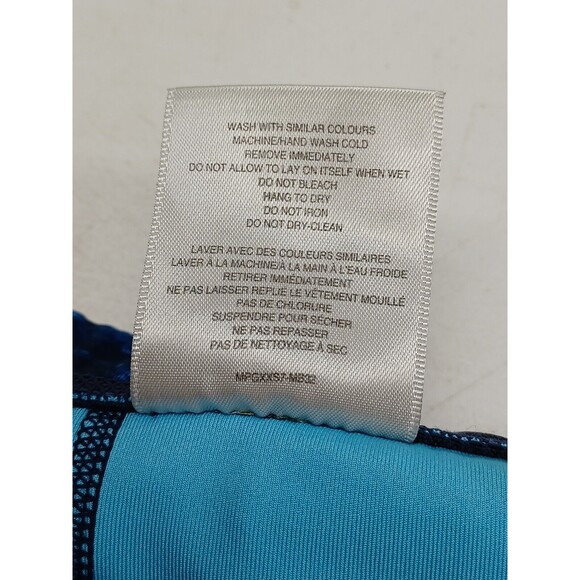 WASH WITH SIMILAR COLOURS
MACHINE/HAND WASH COLD
REMOVE IMMEDIATELY
DO NOT ALLOW TO LAY ON ITSELF WHEN WET
DO NOT BLEACH
HANG TO DRY
DO NOT IRON
DO NOT DRY-CLEAN
LAVER AVEC DES COULEURS SIMILAIRES
LAVER À LA MACHINE/À LA MAIN À L'EAU FROIDE
RETIRER IMMÉDIATEMENT
NE PAS LAISSER REPLIÉ LE VÊTEMENT MOUILLÉ
PAS DE CHLORURE
SUSPENDRE POUR SÉCHER
NE PAS REPASSER
PAS DE NETTOYAGE À SEC
MPGXXS7-MB32